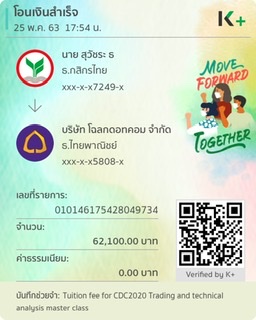 โอนเงินสำเร็จ
25 พ.ค. 63 17:54 น.
K+
นาย สุวัชระ ธ
ธ.กสิกรไทย
xxx-x-x7249-x
MOVE
FORWARD
TOGETHER
บริษัท โฉลกดอทคอม จำกัด
ธ.ไทยพาณิชย์
xxx-x-x5808-x
เลขที่รายการ:
010146175428049734
จำนวน:
62,100.00 บาท
ค่าธรรมเนียม:
0.00 บาท
Verified by K+
บันทึกช่วยจำ: Tuition fee for CDC2020 Trading and technical
analysis master class